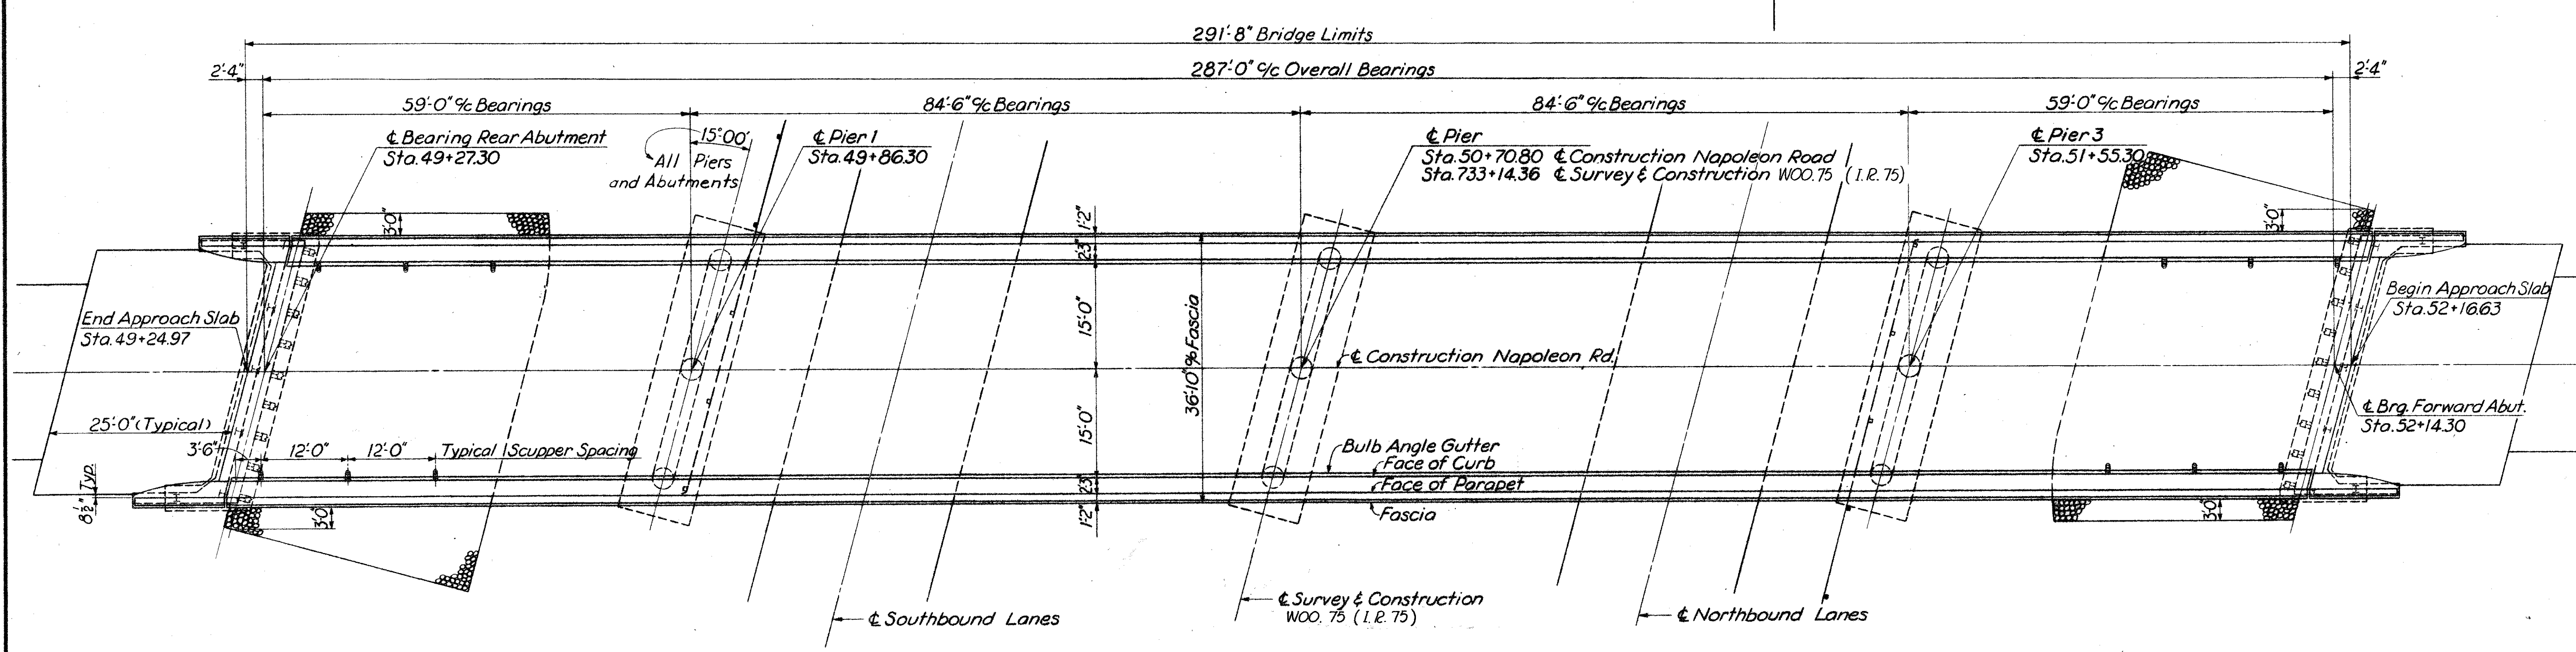 291'-8" Bridge Limits
2'-4"
287'-0" c/c Overall Bearings
2'-4"
59'-0" c/c Bearings
84'-6" c/c Bearings
84'-6" c/c Bearings
59'-0" c/c Bearings
℄ Bearing Rear Abutment
Sta. 49+27.30
15°00'
All Piers
and Abutments
℄ Pier 1
Sta. 49+86.30
℄ Pier
Sta. 50+70.80 ℄ Construction Napoleon Road
Sta. 733+14.36 ℄ Survey & Construction WOO. 75 (I.R. 75)
℄ Pier 3
Sta. 51+55.30
3'-0"
1'-2"
2'3"
3'-0"
End Approach Slab
Sta. 49+24.97
15'-0"
36'-10" c/c Fascia
℄ Construction Napoleon Rd.
Begin Approach Slab
Sta. 52+16.63
25'-0" (Typical)
15'-0"
℄ Brg. Forward Abut.
Sta. 52+14.30
3'-6"
12'-0"
12'-0"
Typical Scupper Spacing
Bulb Angle Gutter
Face of Curb
Face of Parapet
Fascia
8½" Typ.
3'-0"
2'3"
1'-2"
3'-0"
℄ Southbound Lanes
℄ Survey & Construction
WOO. 75 (I.R. 75)
℄ Northbound Lanes